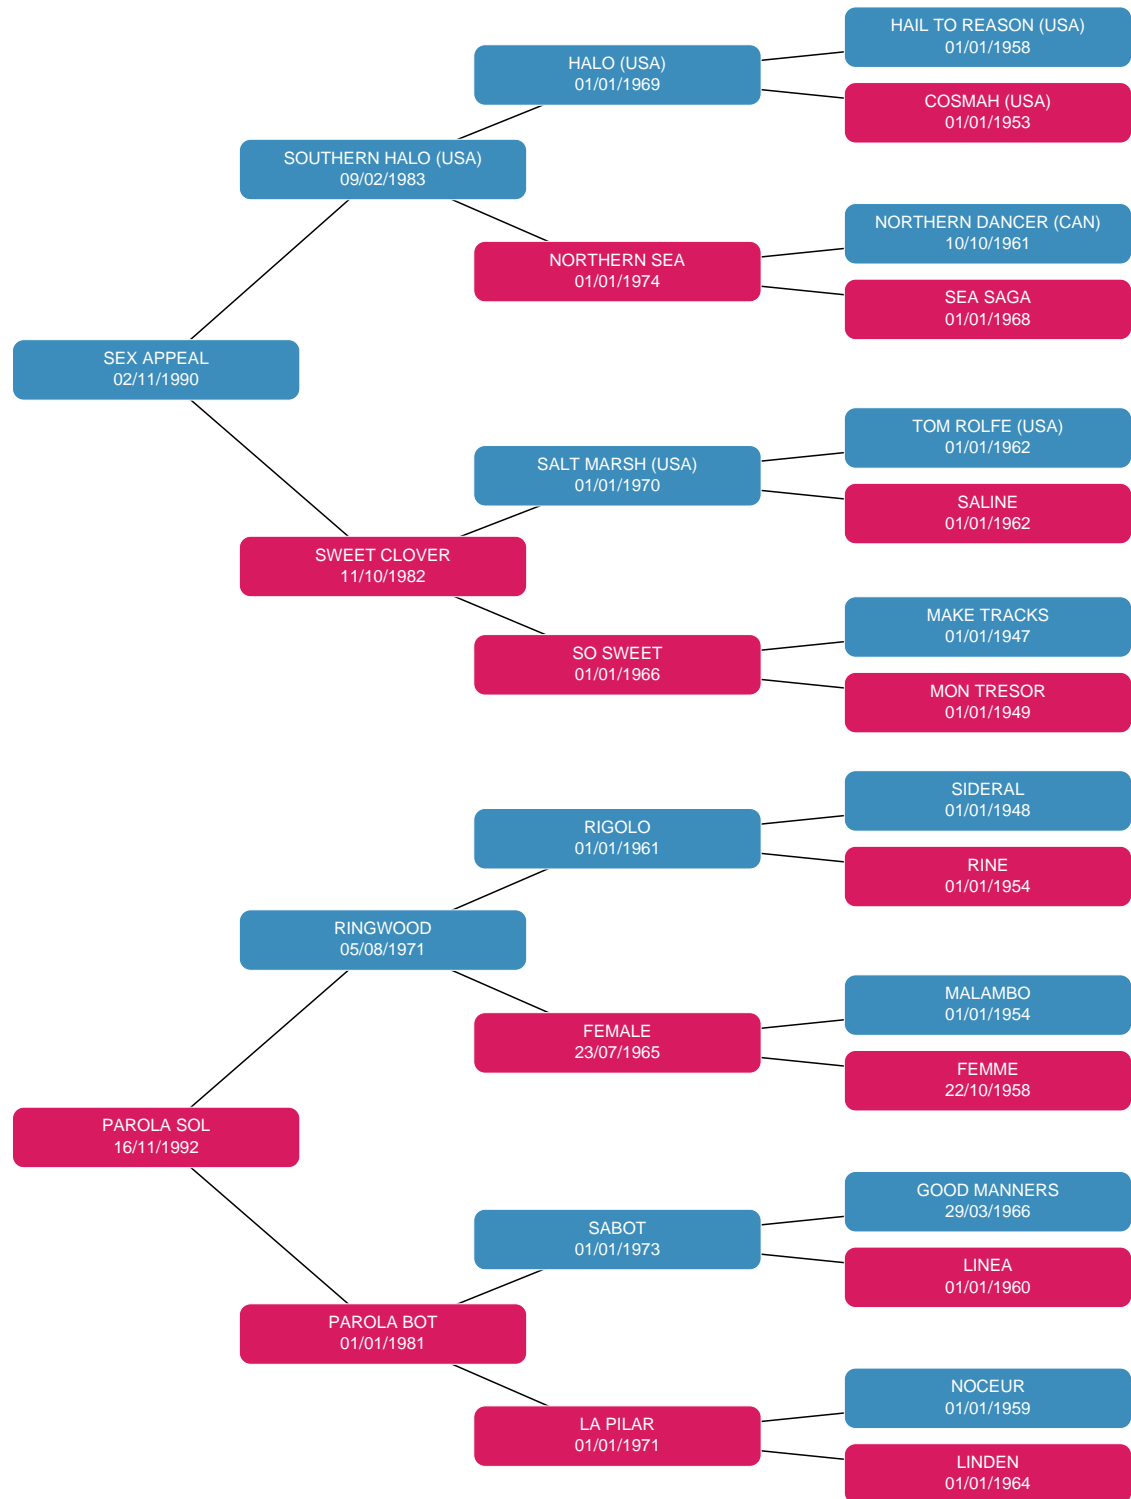 HAIL TO REASON (USA)
01/01/1958
HALO (USA)
01/01/1969
COSMAH (USA)
01/01/1953
SOUTHERN HALO (USA)
09/02/1983
NORTHERN DANCER (CAN)
10/10/1961
NORTHERN SEA
01/01/1974
SEA SAGA
01/01/1968
SEX APPEAL
02/11/1990
TOM ROLFE (USA)
01/01/1962
SALT MARSH (USA)
01/01/1970
SALINE
01/01/1962
SWEET CLOVER
11/10/1982
MAKE TRACKS
01/01/1947
SO SWEET
01/01/1966
MON TRESOR
01/01/1949
SIDERAL
01/01/1948
RIGOLO
01/01/1961
RINE
01/01/1954
RINGWOOD
05/08/1971
MALAMBO
01/01/1954
FEMALE
23/07/1965
FEMME
22/10/1958
PAROLA SOL
16/11/1992
GOOD MANNERS
29/03/1966
SABOT
01/01/1973
LINEA
01/01/1960
PAROLA BOT
01/01/1981
NOCEUR
01/01/1959
LA PILAR
01/01/1971
LINDEN
01/01/1964